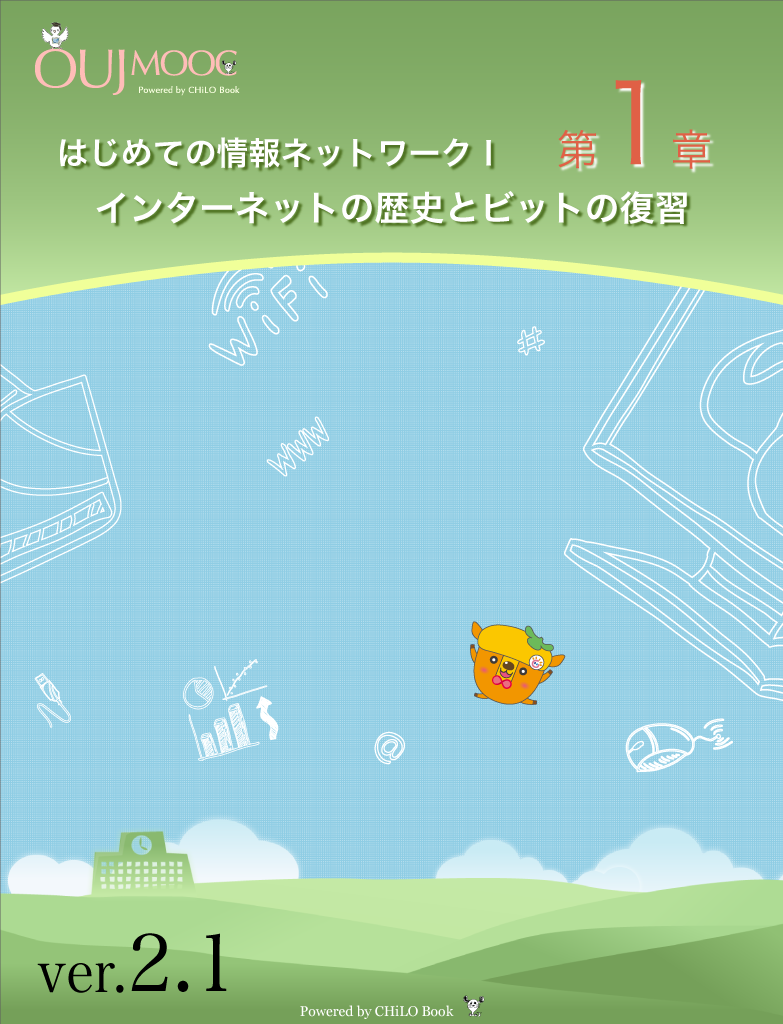 OUJ MOOC
Powered by CHiLO Book
はじめての情報ネットワークⅠ
第1章
インターネットの歴史とビットの復習
WiFi
#
WWW
@
ver.2.1
Powered by CHiLO Book